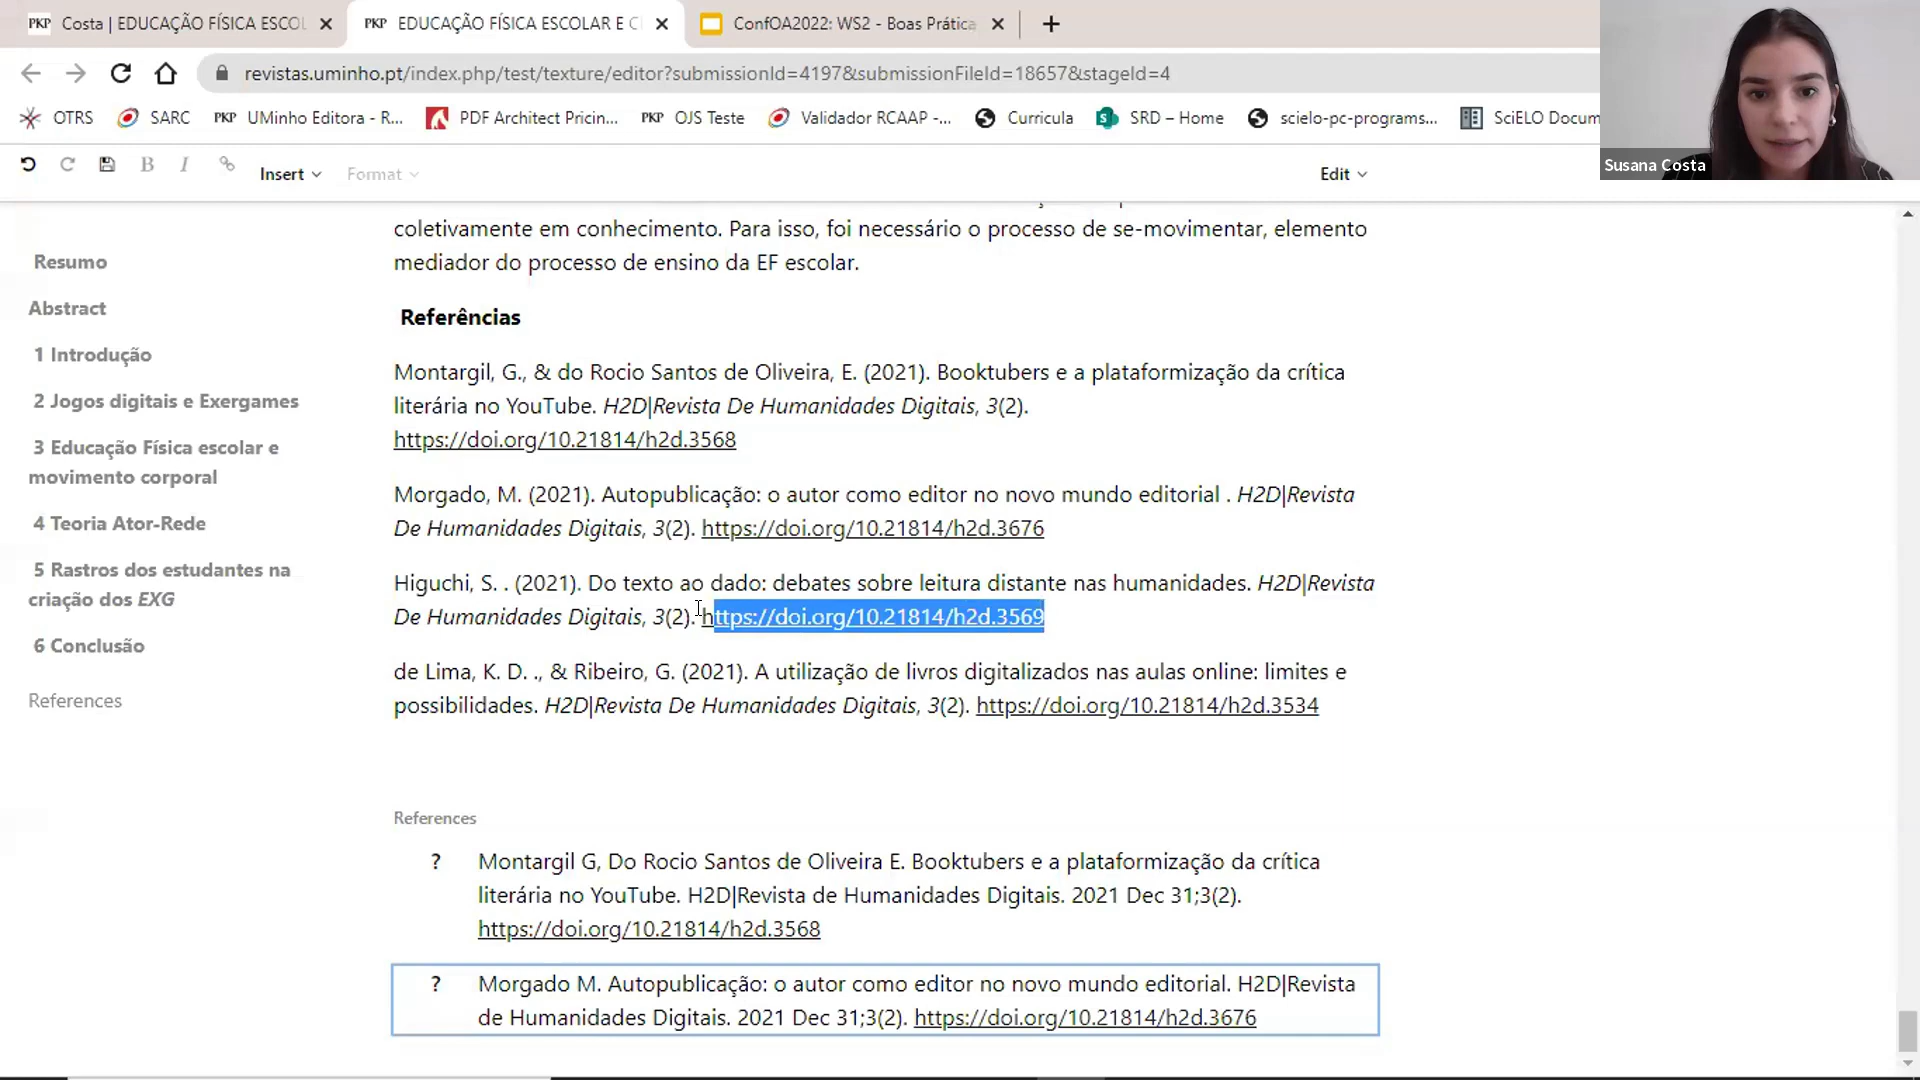 PKP Costa | EDUCAÇÃO FÍSICA ESCOL
PKP EDUCAÇÃO FÍSICA ESCOLAR E C
ConfOA2022: WS2 - Boas Prática
revistas.uminho.pt/index.php/test/texture/editor?submissionId=4197&submissionFileId=18657&stageId=4
OTRS
SARC
PKP UMinho Editora - R...
PDF Architect Pricin...
PKP OJS Teste
Validador RCAAP -...
Curricula
SRD – Home
scielo-pc-programs...
SciELO Docum
Susana Costa
B I
Insert
Format
Edit
Resumo
Abstract
1 Introdução
2 Jogos digitais e Exergames
3 Educação Física escolar e
movimento corporal
4 Teoria Ator-Rede
5 Rastros dos estudantes na
criação dos EXG
6 Conclusão
References
coletivamente em conhecimento. Para isso, foi necessário o processo de se-movimentar, elemento
mediador do processo de ensino da EF escolar.
Referências
Montargil, G., & do Rocio Santos de Oliveira, E. (2021). Booktubers e a plataformização da crítica
literária no YouTube. H2D|Revista De Humanidades Digitais, 3(2).
https://doi.org/10.21814/h2d.3568
Morgado, M. (2021). Autopublicação: o autor como editor no novo mundo editorial . H2D|Revista
De Humanidades Digitais, 3(2). https://doi.org/10.21814/h2d.3676
Higuchi, S. . (2021). Do texto ao dado: debates sobre leitura distante nas humanidades. H2D|Revista
De Humanidades Digitais, 3(2). https://doi.org/10.21814/h2d.3569
de Lima, K. D. ., & Ribeiro, G. (2021). A utilização de livros digitalizados nas aulas online: limites e
possibilidades. H2D|Revista De Humanidades Digitais, 3(2). https://doi.org/10.21814/h2d.3534
References
? Montargil G, Do Rocio Santos de Oliveira E. Booktubers e a plataformização da crítica
literária no YouTube. H2D|Revista de Humanidades Digitais. 2021 Dec 31;3(2).
https://doi.org/10.21814/h2d.3568
? Morgado M. Autopublicação: o autor como editor no novo mundo editorial. H2D|Revista
de Humanidades Digitais. 2021 Dec 31;3(2). https://doi.org/10.21814/h2d.3676